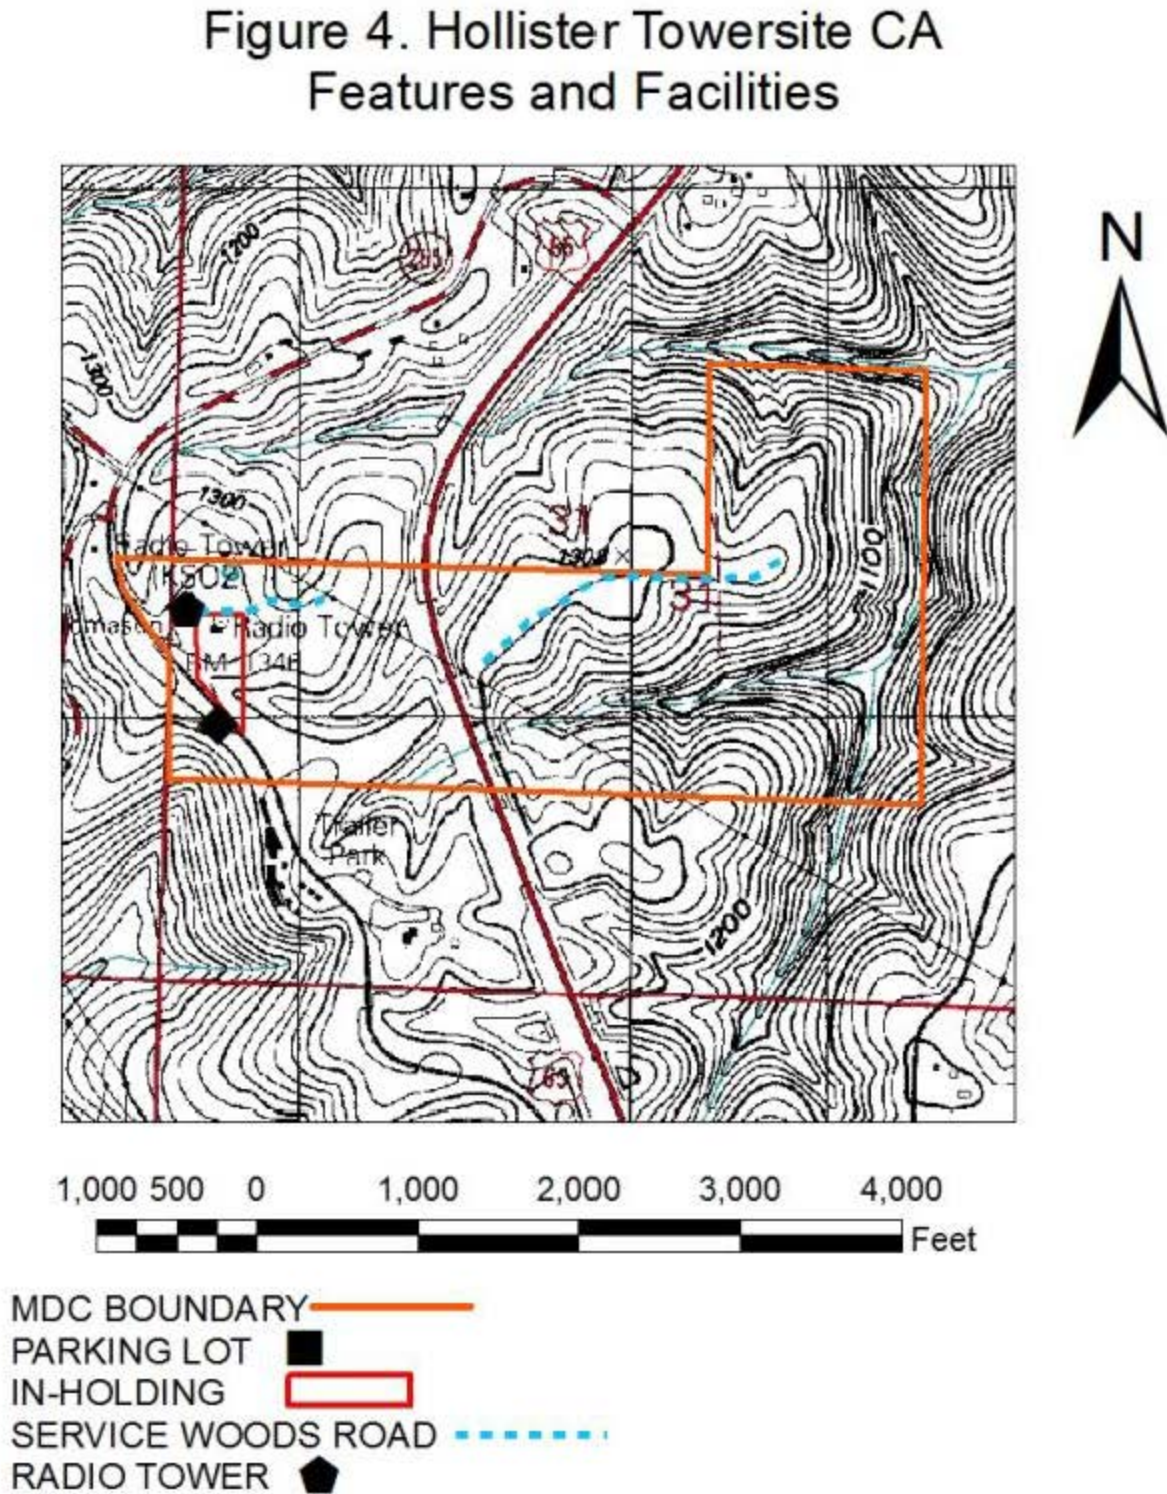 Figure 4. Hollister Towersite CA
Features and Facilities
N
1200
65
1300
1300
Radio Tower
31
1308
KSOZ
31
1100
Radio Tower
BM 1346
Trailer
Park
1200
65
1,000 500 0 1,000 2,000 3,000 4,000
Feet
MDC BOUNDARY
PARKING LOT
IN-HOLDING
SERVICE WOODS ROAD
RADIO TOWER